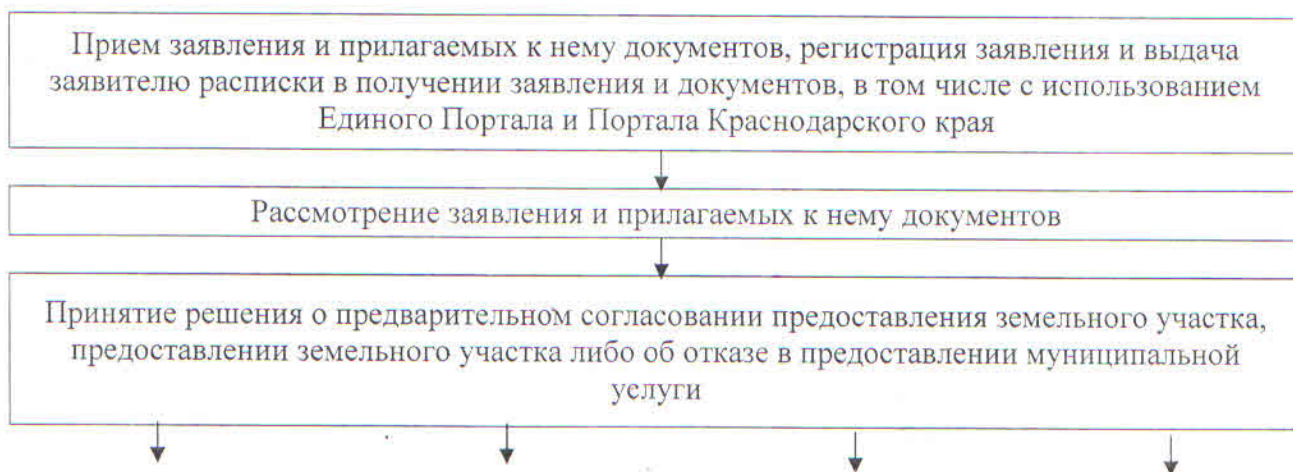 Прием заявления и прилагаемых к нему документов, регистрация заявления и выдача
заявителю расписки в получении заявления и документов, в том числе с использованием
Единого Портала и Портала Краснодарского края
Рассмотрение заявления и прилагаемых к нему документов
Принятие решения о предварительном согласовании предоставления земельного участка,
предоставлении земельного участка либо об отказе в предоставлении муниципальной
услуги